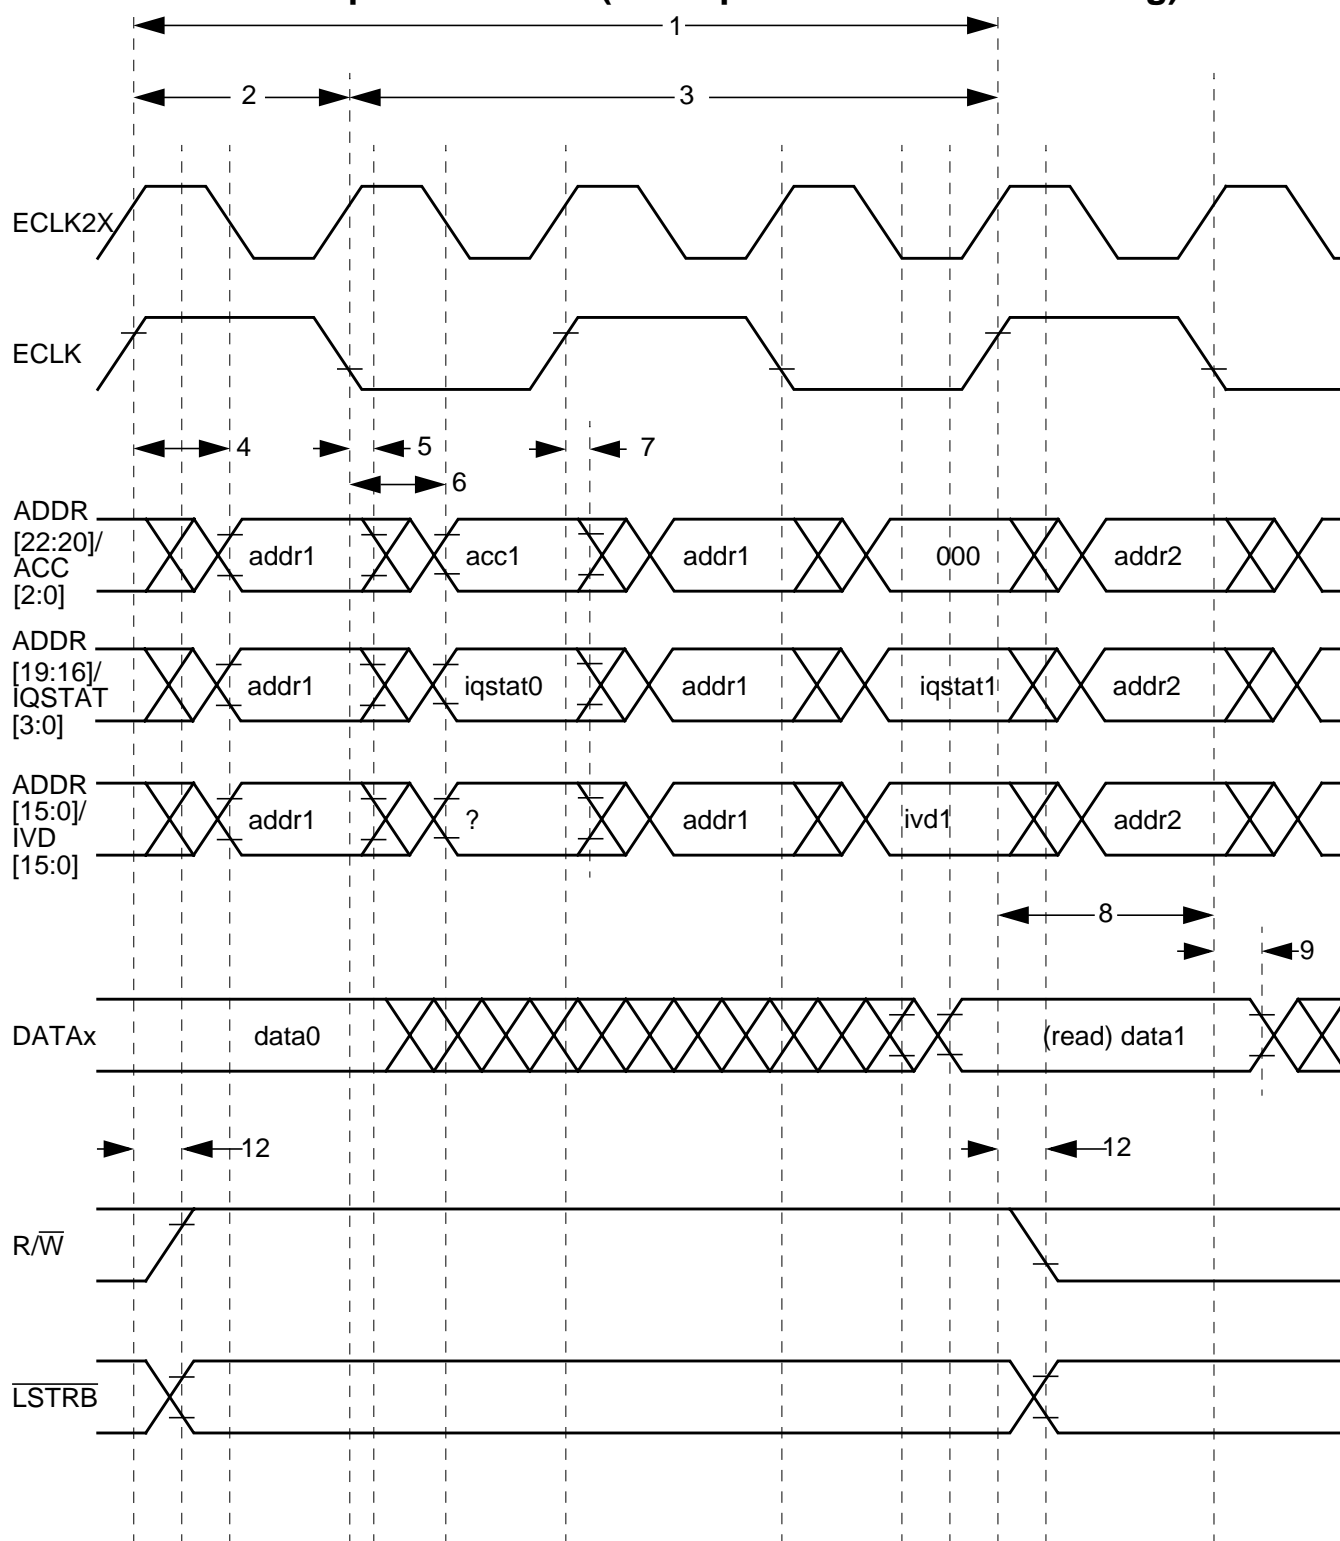 1
2
3
ECLK2X
ECLK
4
5
7
6
ADDR
[22:20]/
ACC
[2:0]
addr1
acc1
addr1
000
addr2
ADDR
[19:16]/
IQSTAT
[3:0]
addr1
iqstat0
addr1
iqstat1
addr2
ADDR
[15:0]/
IVD
[15:0]
addr1
?
addr1
ivd1
addr2
8
9
DATAx
data0
(read) data1
12
12
R/W
LSTRB